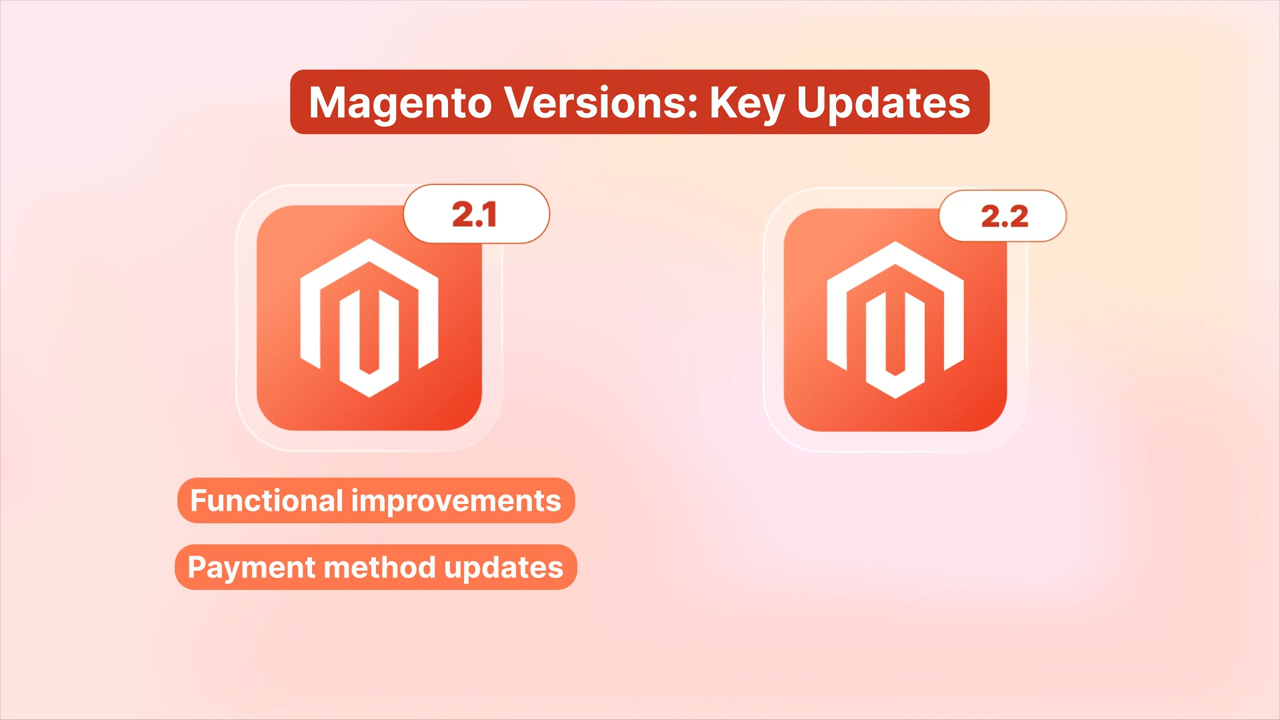 Magento Versions: Key Updates
2.1
2.2
Functional improvements
Payment method updates